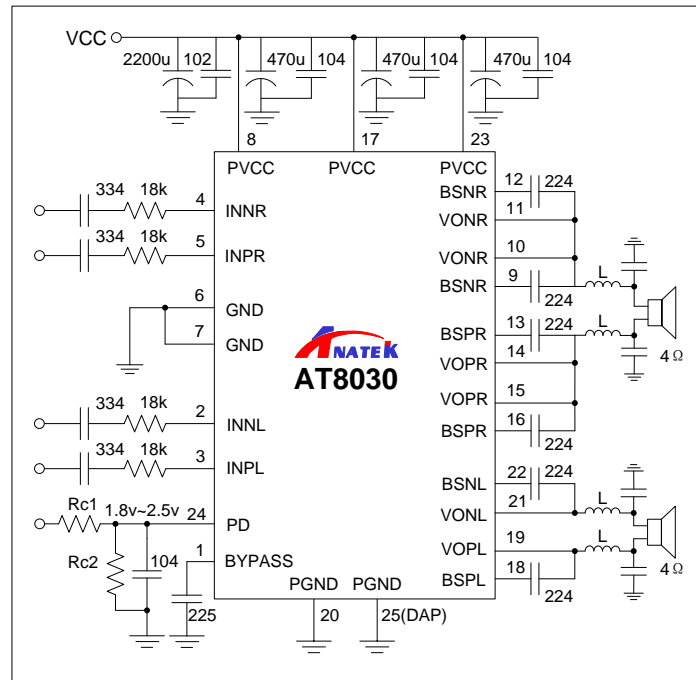 VCC
2200u 102 470u 104 470u 104 470u 104
8 17 23
PVCC PVCC PVCC
334 18k 4 INNR
334 18k 5 INPR
6 GND
7 GND
334 18k 2 INNL
334 18k 3 INPL
Rc1 1.8v~2.5v 24 PD
Rc2 104 1 BYPASS
225
ANATEK
AT8030
BSNR 12 224
VONR 11
VONR 10
BSNR 9 224 L
BSPR 13 224 L
4Ω
VOPR 14
VOPR 15
BSPR 16 224
BSNL 22 224
VONL 21 L
VOPL 19 L
BSPL 18 224
4Ω
PGND PGND
20 25(DAP)